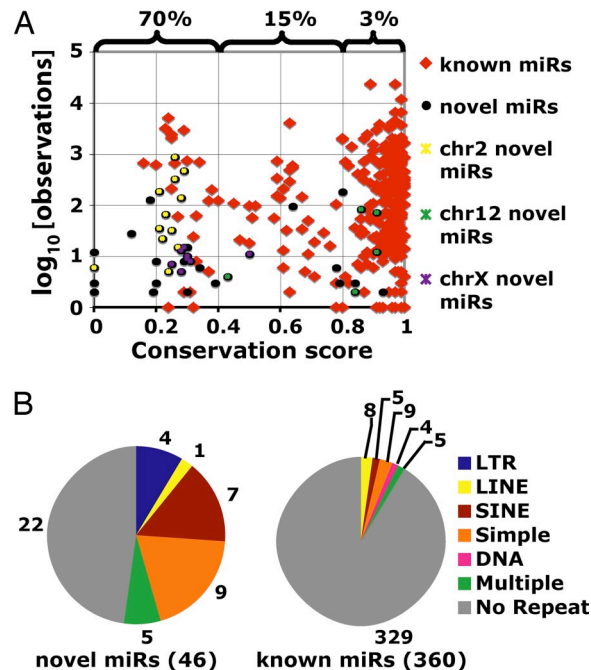 A
70%
15%
3%
5
4
3
2
1
0
log10 [observations]
0
0.2
0.4
0.6
0.8
1
Conservation score
known miRs
novel miRs
chr2 novel
miRs
chr12 novel
miRs
chrX novel
miRs
B
4
1
7
9
5
22
novel miRs (46)
8
5
9
4
5
329
known miRs (360)
LTR
LINE
SINE
Simple
DNA
Multiple
No Repeat